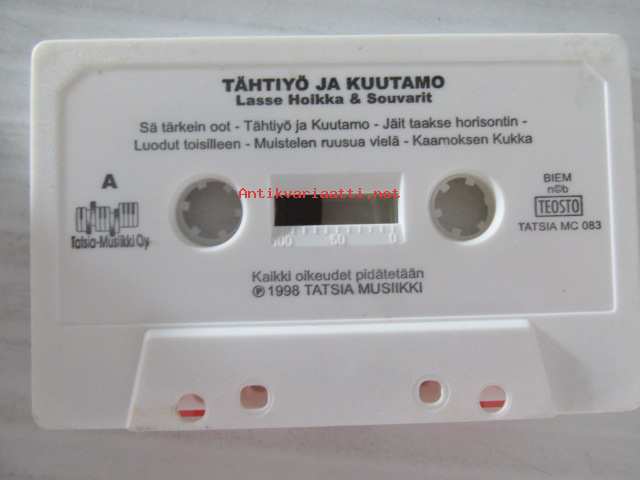 TÄHTIYÖ JA KUUTAMO
Lasse Hoikka & Souvarit
Sä tärkein oot - Tähtiyö ja Kuutamo - Jäit taakse horisontin -
Luodut toisilleen - Muistelen ruusua vielä - Kaamoksen Kukka
A
Antikvariaatti.net
BIEM
n©b
TEOSTO
Tatsia-Musiikki Oy
TATSIA MC 083
100 50 0
Kaikki oikeudet pidätetään
℗ 1998 TATSIA MUSIIKKI